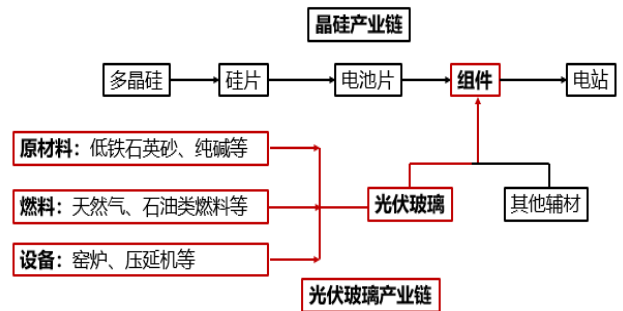 晶硅产业链
多晶硅
硅片
电池片
组件
电站
原材料：低铁石英砂、纯碱等
燃料：天然气、石油类燃料等
光伏玻璃
其他辅材
设备：窑炉、压延机等
光伏玻璃产业链